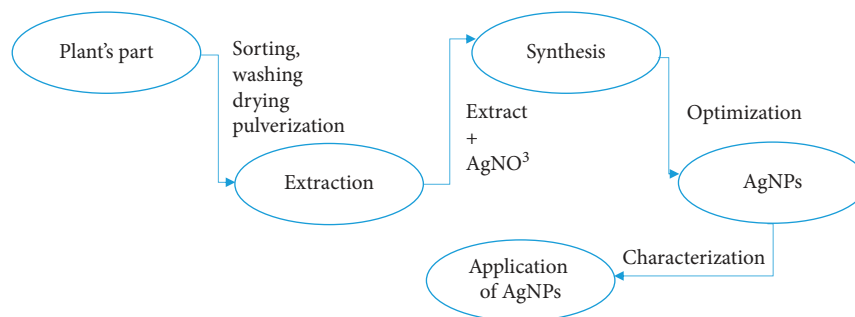 Plant's part
Sorting,
washing
drying
pulverization
Extraction
Extract
+
AgNO³
Synthesis
Optimization
AgNPs
Characterization
Application
of AgNPs